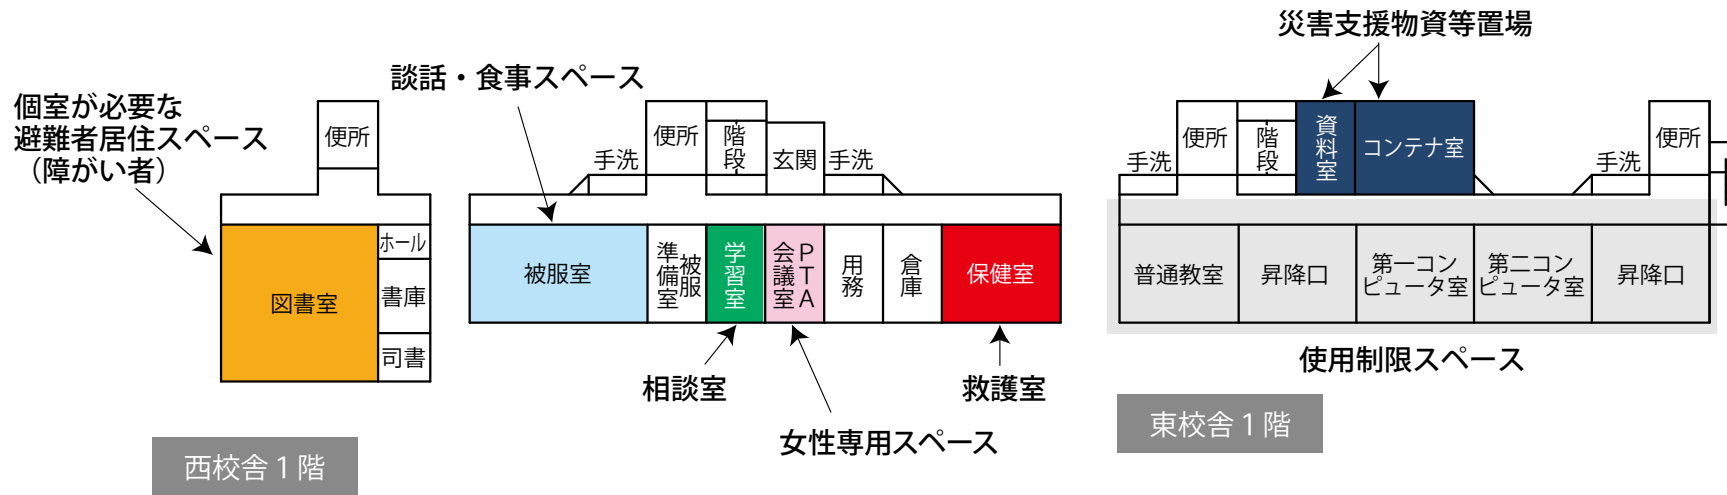 災害支援物資等置場
談話・食事スペース
個室が必要な
避難者居住スペース
（障がい者）
便所
手洗
便所
階段
玄関
手洗
手洗
便所
階段
資料室
コンテナ室
手洗
便所
図書室
ホール
書庫
司書
被服室
被服
準備室
学習室
PTA
会議室
用務
倉庫
保健室
普通教室
昇降口
第一コン
ピュータ室
第二コン
ピュータ室
昇降口
使用制限スペース
相談室
救護室
女性専用スペース
東校舎１階
西校舎１階